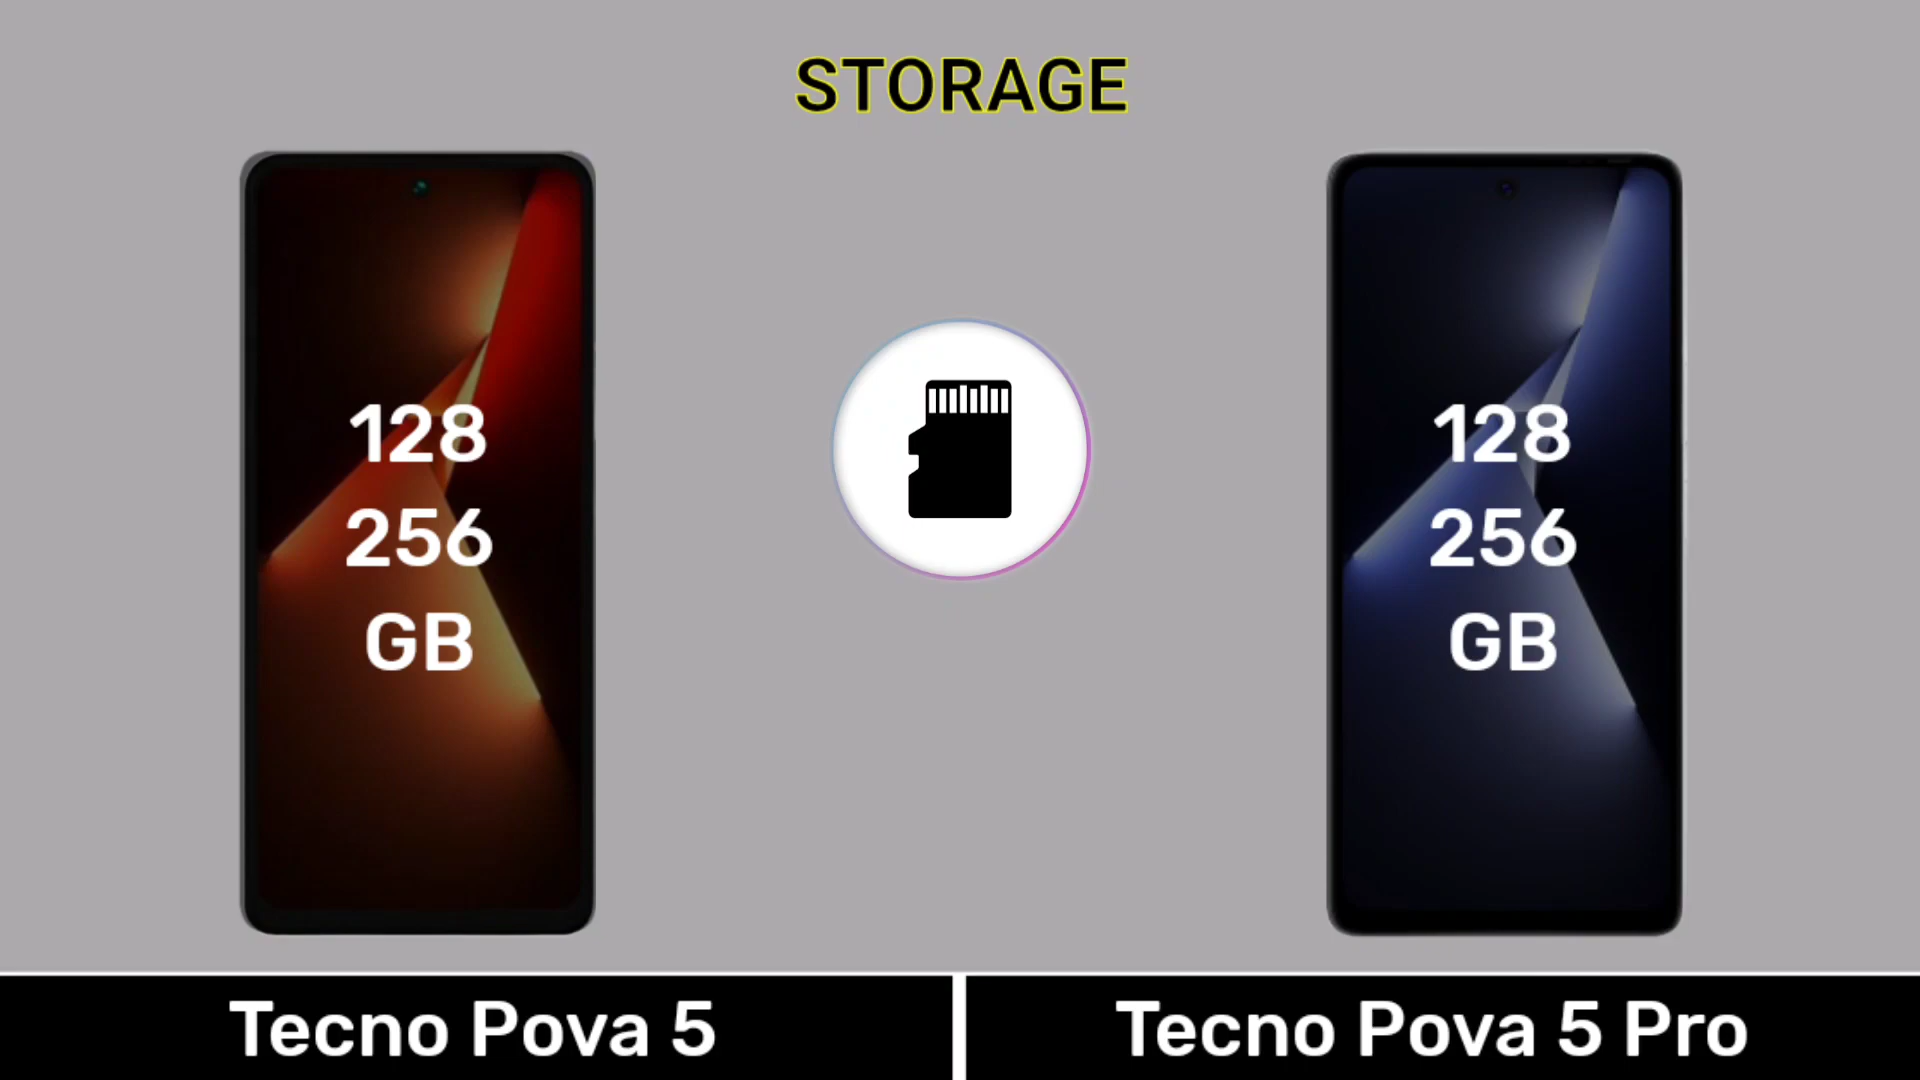 STORAGE
128
256
GB
128
256
GB
Tecno Pova 5
Tecno Pova 5 Pro